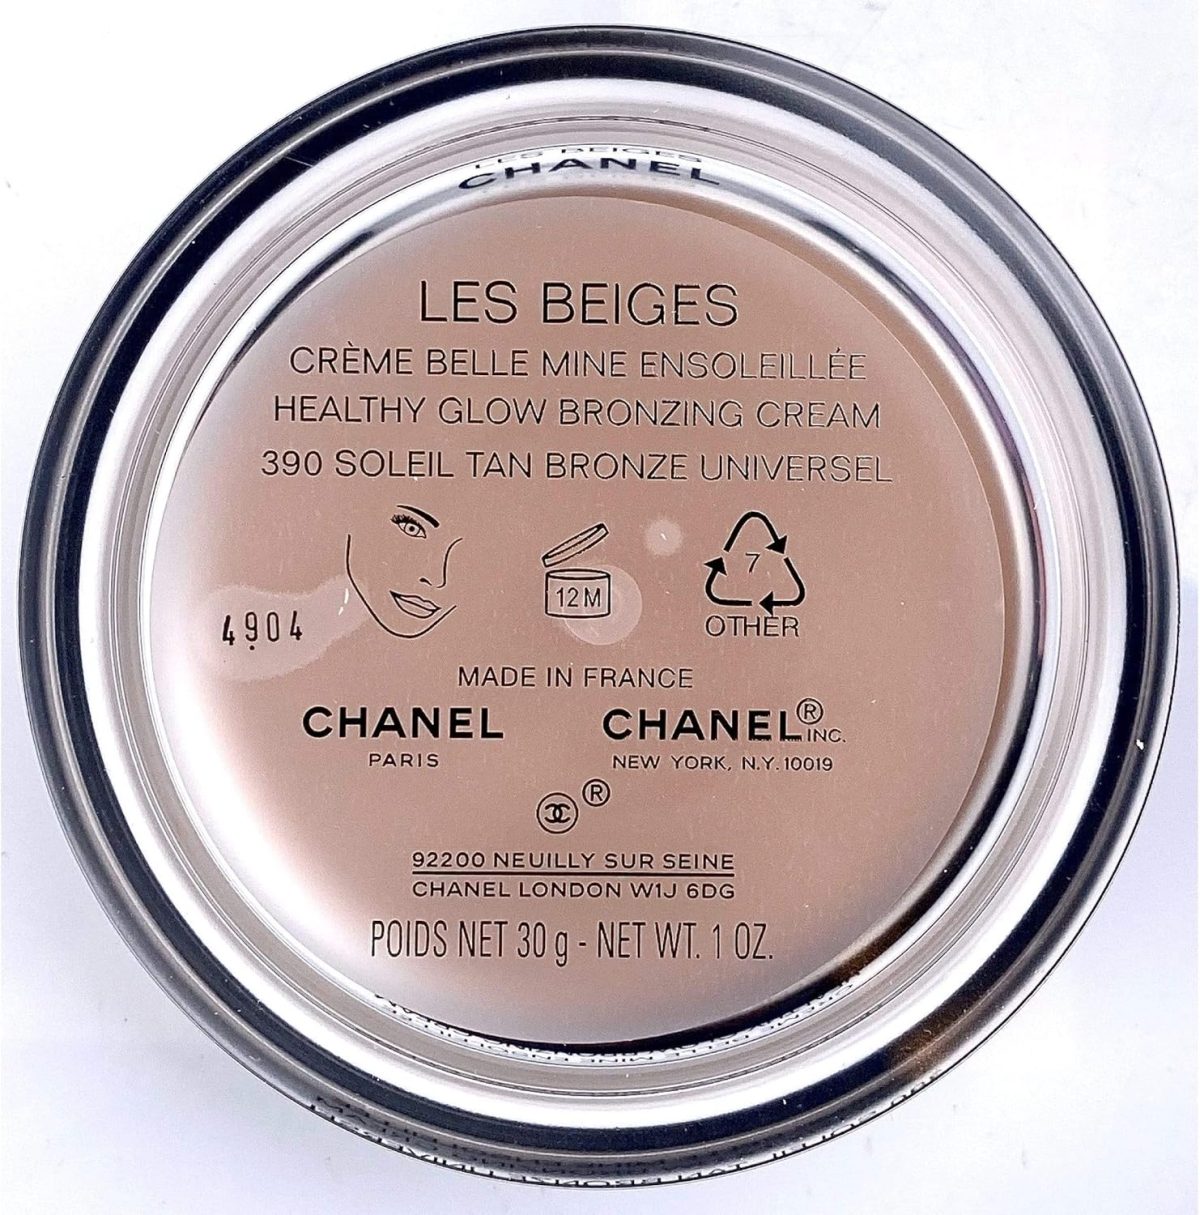 LES BEIGES
CHANEL
LES BEIGES
CRÈME BELLE MINE ENSOLEILLÉE
HEALTHY GLOW BRONZING CREAM
390 SOLEIL TAN BRONZE UNIVERSEL
12M
7
OTHER
4904
MADE IN FRANCE
CHANEL
PARIS
CHANEL® INC.
NEW YORK, N.Y. 10019
®
92200 NEUILLY SUR SEINE
CHANEL LONDON W1J 6DG
POIDS NET 30 g - NET WT. 1 OZ.